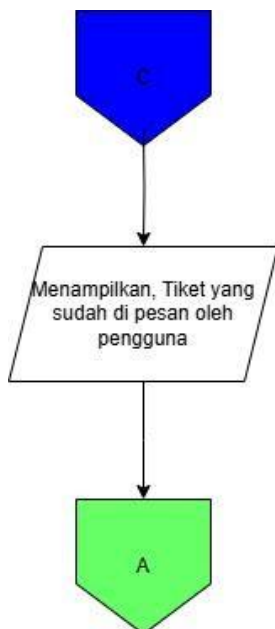 C
Menampilkan, Tiket yang
sudah di pesan oleh
pengguna
A